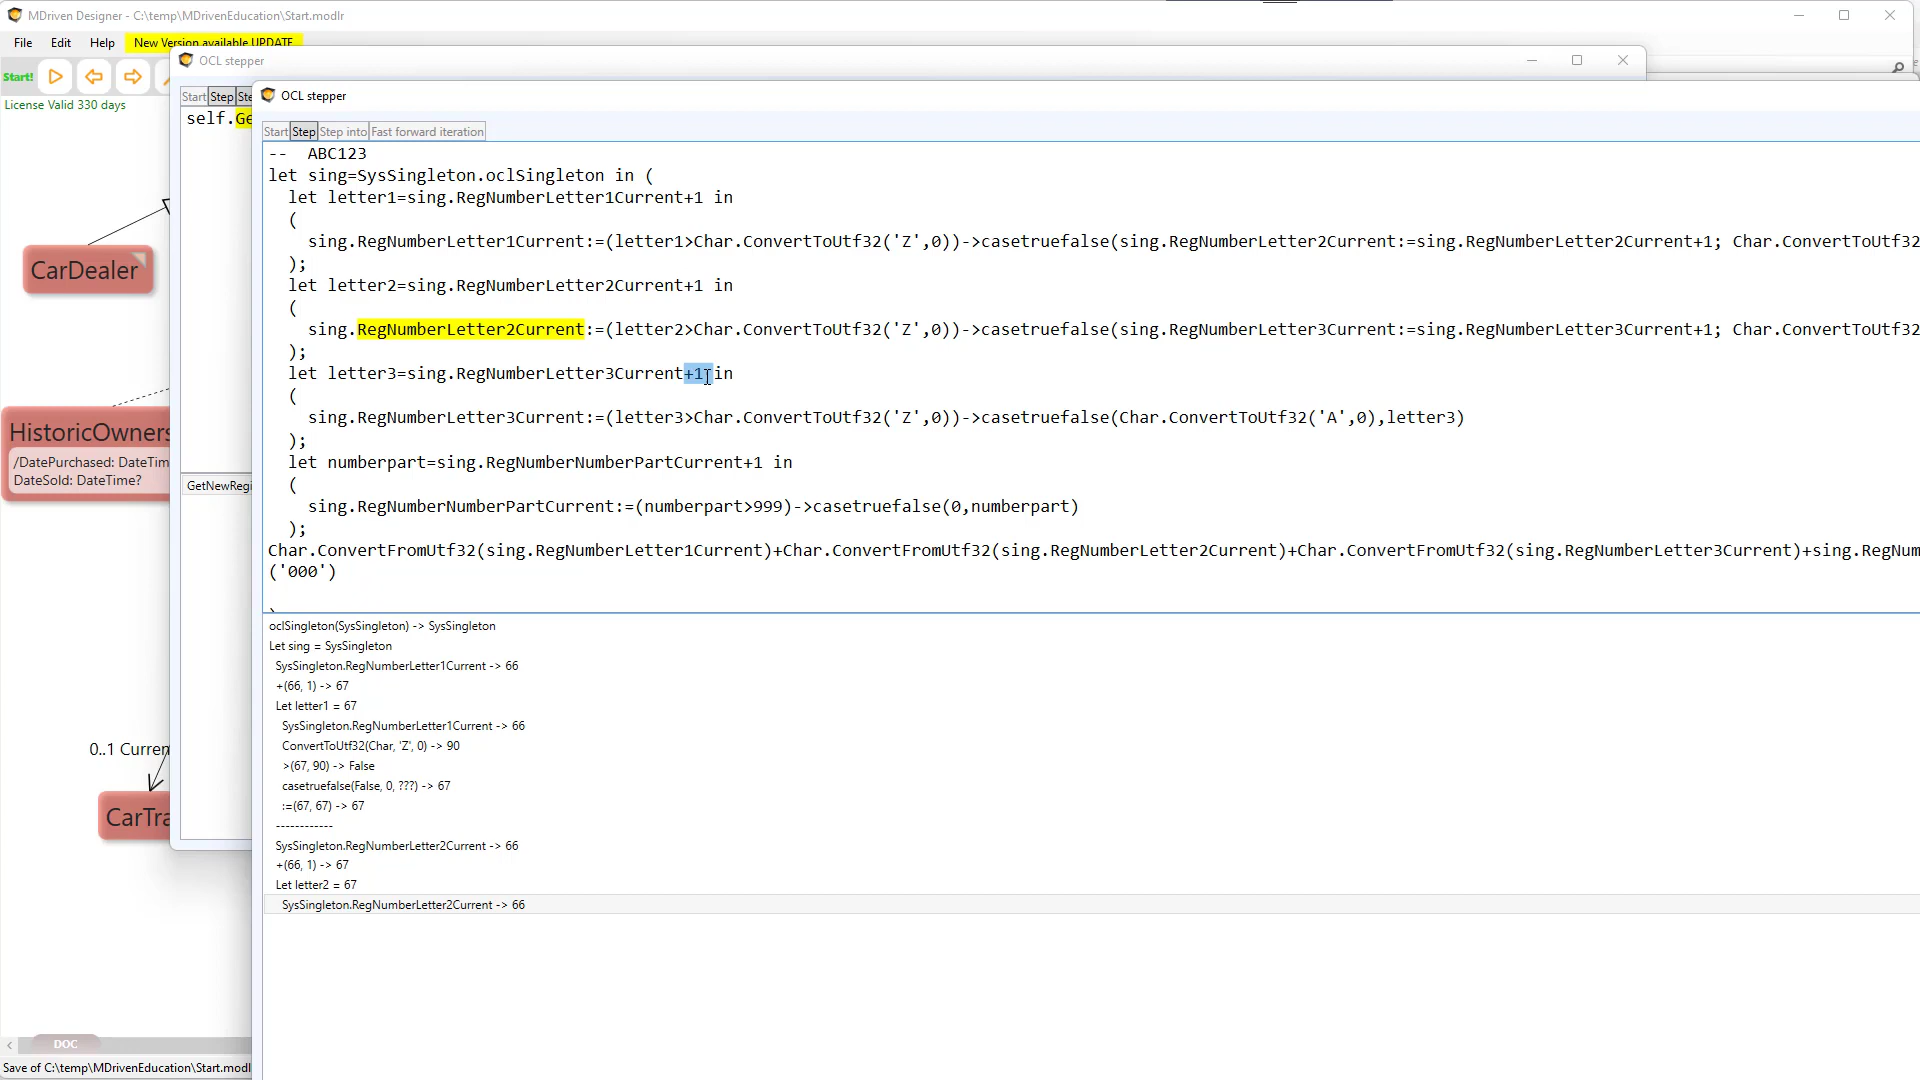 MDriven Designer - C:\temp\MDrivenEducation\Start.modlr
File Edit Help New Version available UPDATE
OCL stepper
Start!
License Valid 330 days
Start Step Ste
self.Ge
OCL stepper
Start Step Step into Fast forward iteration
-- ABC123
let sing=SysSingleton.oclSingleton in (
let letter1=sing.RegNumberLetter1Current+1 in
(
sing.RegNumberLetter1Current:=(letter1>Char.ConvertToUtf32('Z',0))->casetruefalse(sing.RegNumberLetter2Current:=sing.RegNumberLetter2Current+1; Char.ConvertToUtf32
);
let letter2=sing.RegNumberLetter2Current+1 in
(
sing.RegNumberLetter2Current:=(letter2>Char.ConvertToUtf32('Z',0))->casetruefalse(sing.RegNumberLetter3Current:=sing.RegNumberLetter3Current+1; Char.ConvertToUtf32
);
let letter3=sing.RegNumberLetter3Current+1 in
(
sing.RegNumberLetter3Current:=(letter3>Char.ConvertToUtf32('Z',0))->casetruefalse(Char.ConvertToUtf32('A',0),letter3)
);
let numberpart=sing.RegNumberNumberPartCurrent+1 in
(
sing.RegNumberNumberPartCurrent:=(numberpart>999)->casetruefalse(0,numberpart)
);
Char.ConvertFromUtf32(sing.RegNumberLetter1Current)+Char.ConvertFromUtf32(sing.RegNumberLetter2Current)+Char.ConvertFromUtf32(sing.RegNumberLetter3Current)+sing.RegNum
('000')
oclSingleton(SysSingleton) -> SysSingleton
Let sing = SysSingleton
SysSingleton.RegNumberLetter1Current -> 66
+(66, 1) -> 67
Let letter1 = 67
SysSingleton.RegNumberLetter1Current -> 66
ConvertToUtf32(Char, 'Z', 0) -> 90
>(67, 90) -> False
casetruefalse(False, 0, ???) -> 67
:=(67, 67) -> 67
------------
SysSingleton.RegNumberLetter2Current -> 66
+(66, 1) -> 67
Let letter2 = 67
SysSingleton.RegNumberLetter2Current -> 66
GetNewRegi
CarDealer
HistoricOwners
/DatePurchased: DateTim
DateSold: DateTime?
0..1 Curren
CarTra
DOC
Save of C:\temp\MDrivenEducation\Start.modl